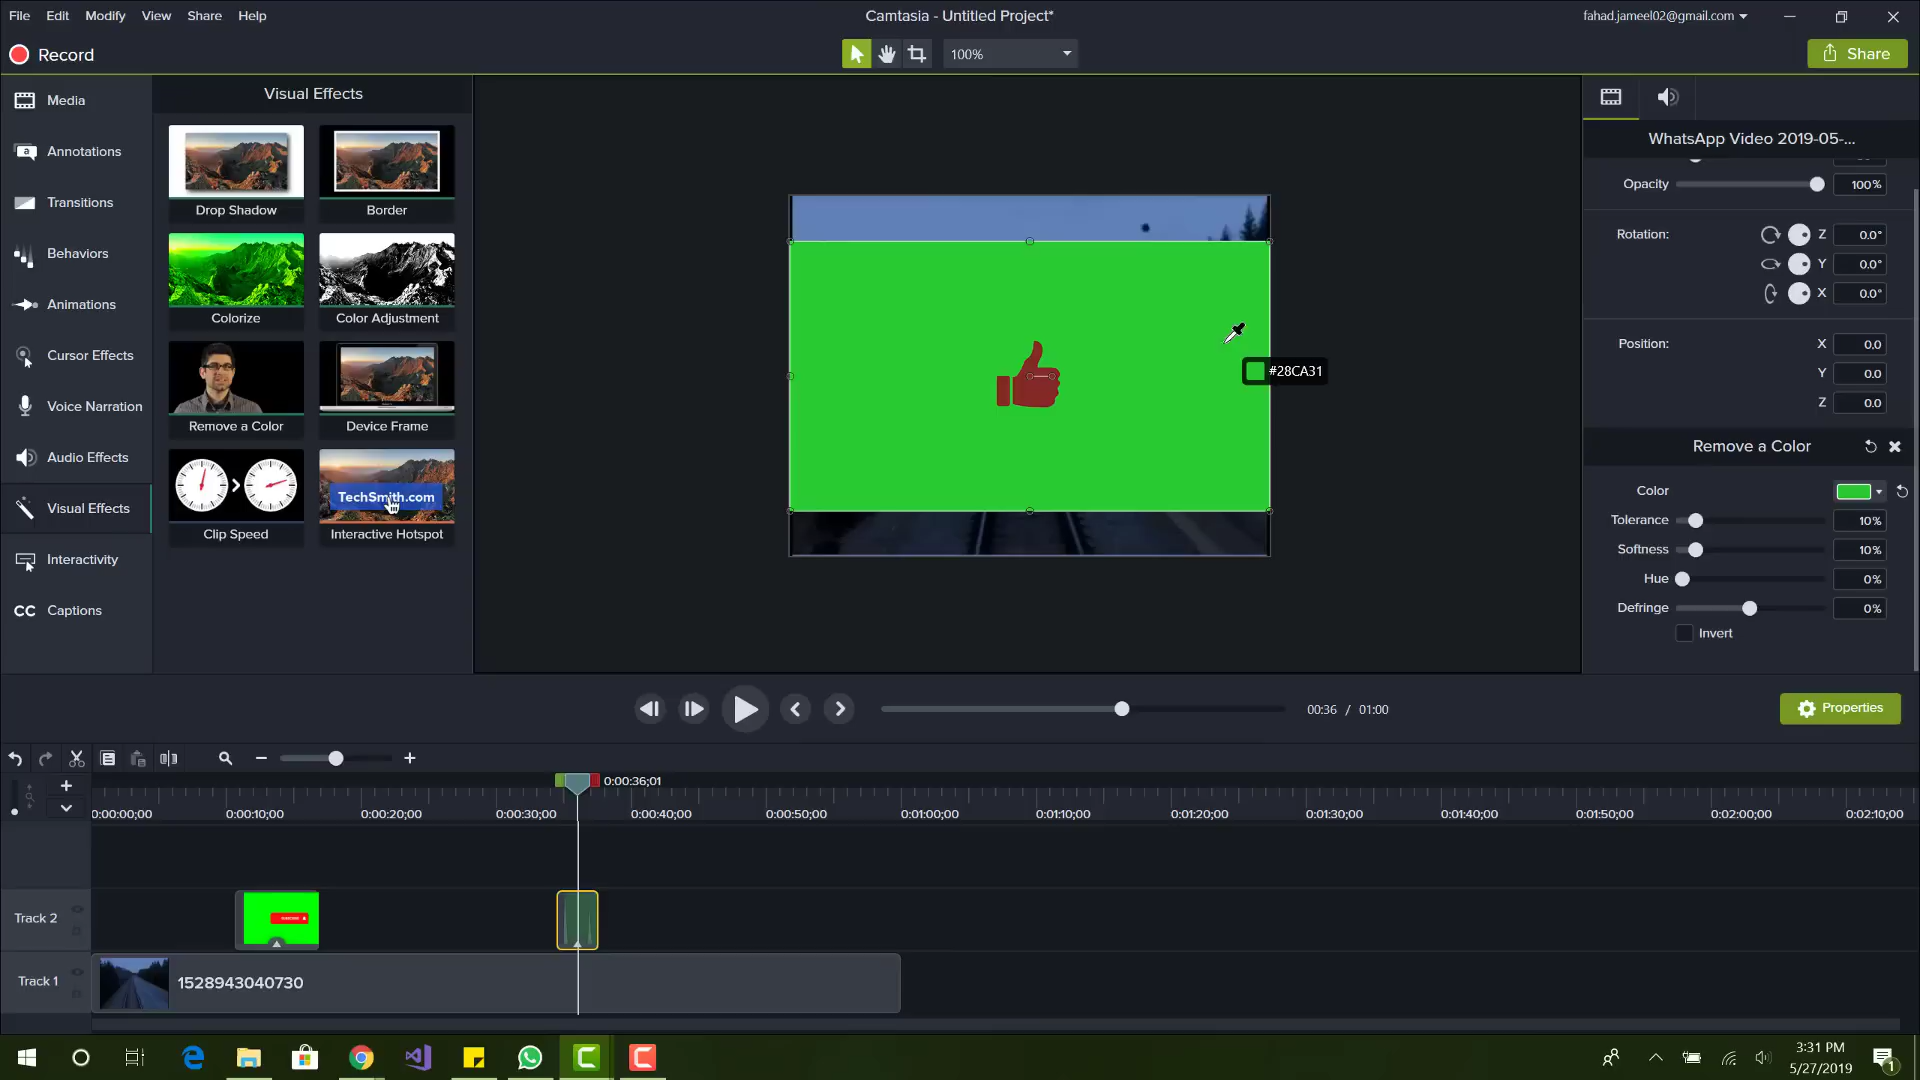 File Edit Modify View Share Help
Camtasia - Untitled Project*
fahad.jameel02@gmail.com
Record
100%
Share
Media
Annotations
Transitions
Behaviors
Animations
Cursor Effects
Voice Narration
Audio Effects
Visual Effects
Interactivity
CC Captions
Visual Effects
Drop Shadow
Border
Colorize
Color Adjustment
Remove a Color
Device Frame
Clip Speed
TechSmith.com
Interactive Hotspot
#28CA31
WhatsApp Video 2019-05-...
Opacity 100%
Rotation: Z 0.0°
Y 0.0°
X 0.0°
Position: X 0.0
Y 0.0
Z 0.0
Remove a Color
Color
Tolerance 10%
Softness 10%
Hue 0%
Defringe 0%
Invert
00:36 / 01:00
Properties
0:00:36;01
0:00:00;00 0:00:10;00 0:00:20;00 0:00:30;00 0:00:40;00 0:00:50;00 0:01:00;00 0:01:10;00 0:01:20;00 0:01:30;00 0:01:40;00 0:01:50;00 0:02:00;00 0:02:10;00
Track 2
Track 1
1528943040730
3:31 PM
5/27/2019
1